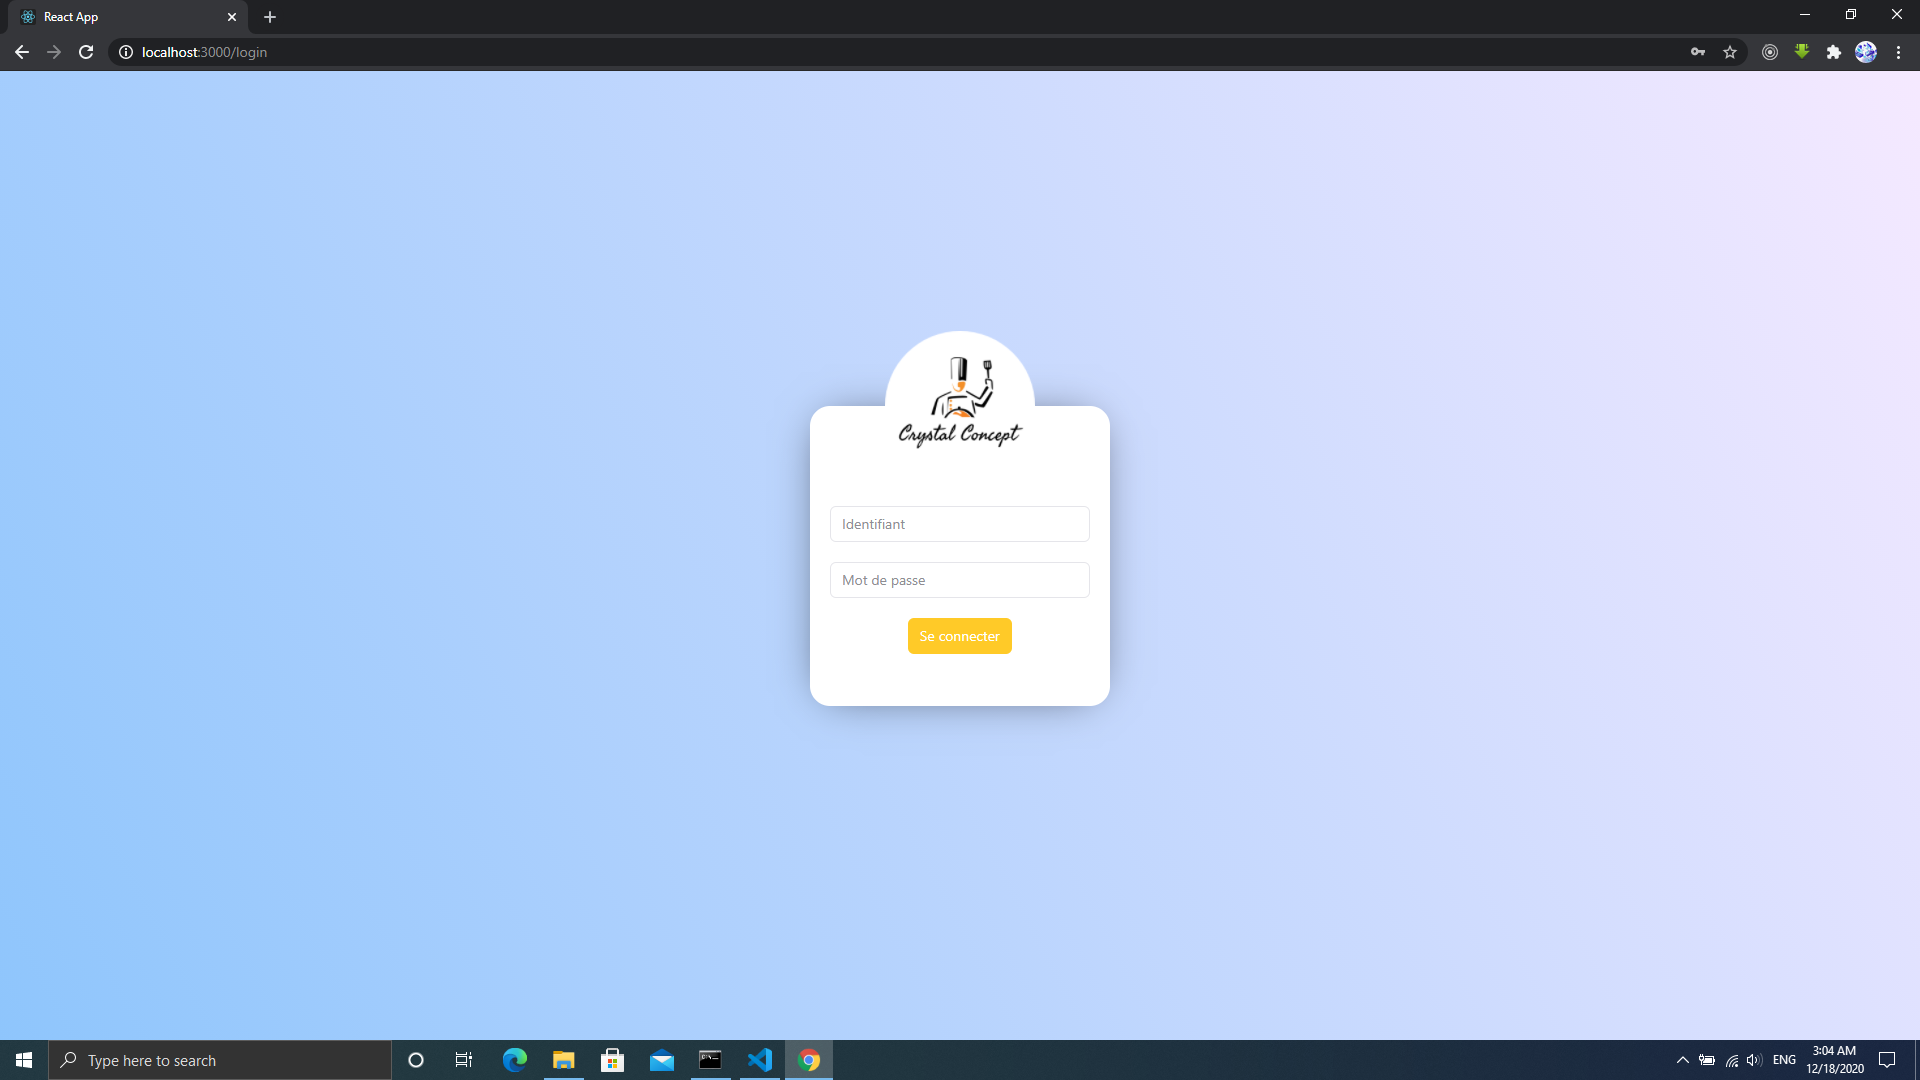 React App
localhost:3000/login
Crystal Concept
Identifiant
Mot de passe
Se connecter
Type here to search
ENG
3:04 AM
12/18/2020